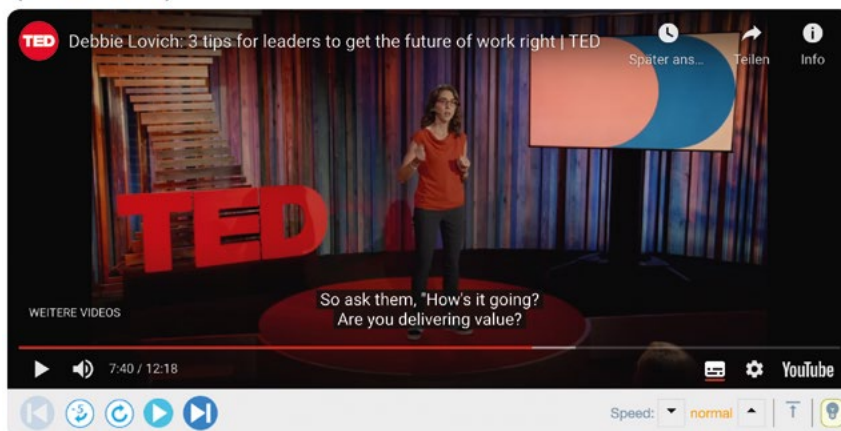 TED
Debbie Lovich: 3 tips for leaders to get the future of work right | TED
Später ans...
Teilen
Info
TED
So ask them, "How's it going?
Are you delivering value?
WEITERE VIDEOS
7:40 / 12:18
YouTube
-5
Speed:
normal